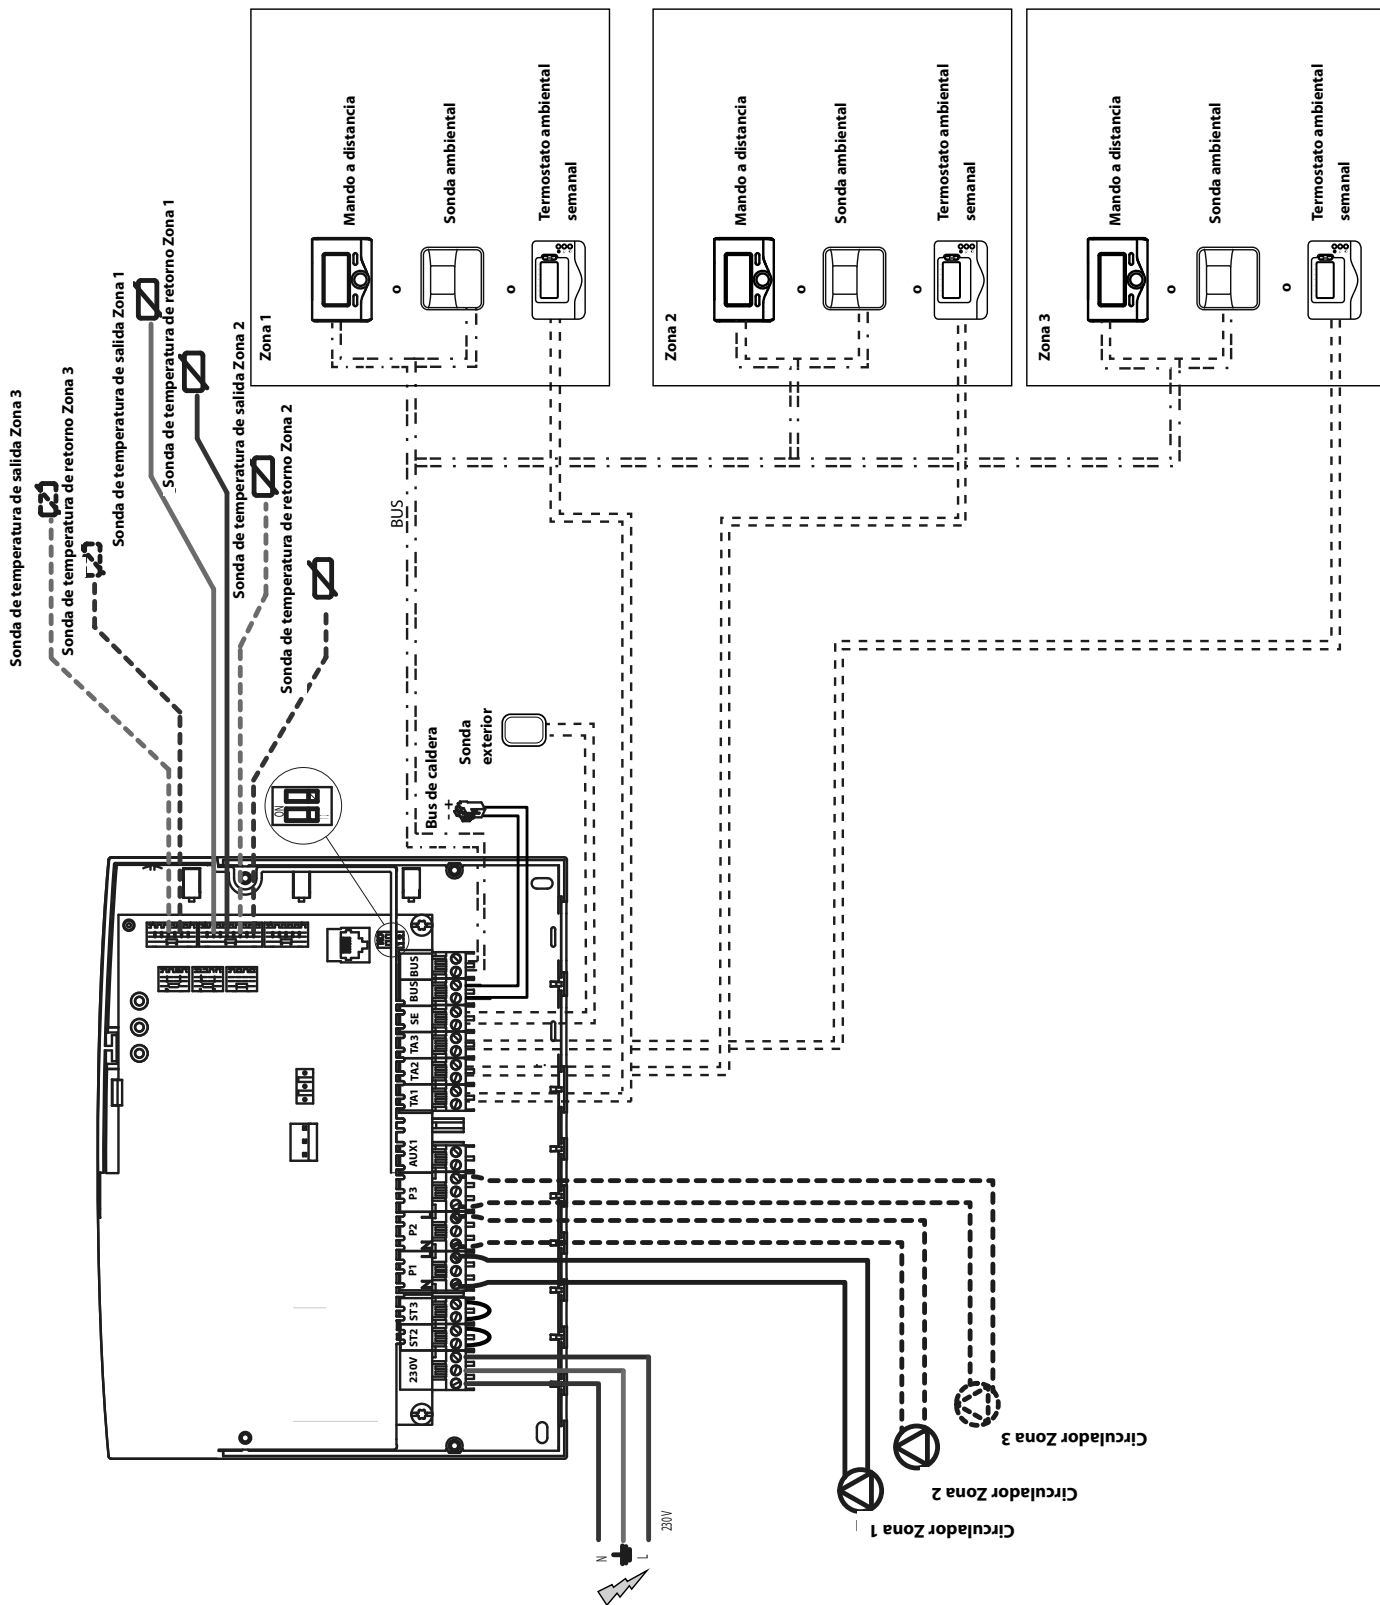 Sonda de temperatura de salida Zona 3
Sonda de temperatura de retorno Zona 3
Sonda de temperatura de salida Zona 1
Sonda de temperatura de retorno Zona 1
Sonda de temperatura de salida Zona 2
Sonda de temperatura de retorno Zona 2
Zona 1
Mando a distancia
o
Sonda ambiental
o
Termostato ambiental
semanal
Zona 2
Mando a distancia
o
Sonda ambiental
o
Termostato ambiental
semanal
Zona 3
Mando a distancia
o
Sonda ambiental
o
Termostato ambiental
semanal
BUS
Bus de caldera
- +
Sonda
exterior
ON
230V
ST2
ST3
P1
P2
P3
AUX1
TA1
TA2
TA3
SE
BUS
BUS
N
L
N
L
N
L
230V
Circulador Zona 1
Circulador Zona 2
Circulador Zona 3